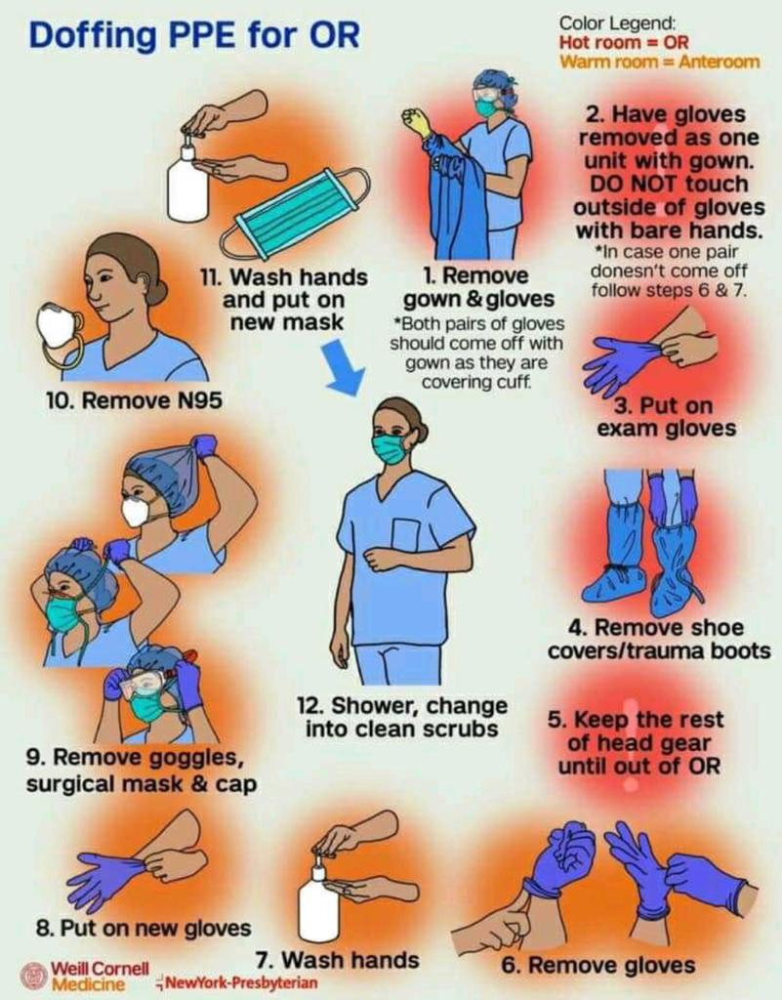 Doffing PPE for OR
Color Legend:
Hot room = OR
Warm room = Anteroom
1. Remove
gown & gloves
*Both pairs of gloves
should come off with
gown as they are
covering cuff.
2. Have gloves
removed as one
unit with gown.
DO NOT touch
outside of gloves
with bare hands.
*In case one pair
donesn't come off
follow steps 6 & 7.
3. Put on
exam gloves
4. Remove shoe
covers/trauma boots
5. Keep the rest
of head gear
until out of OR
6. Remove gloves
7. Wash hands
8. Put on new gloves
9. Remove goggles,
surgical mask & cap
10. Remove N95
11. Wash hands
and put on
new mask
12. Shower, change
into clean scrubs
Weill Cornell
Medicine
NewYork-Presbyterian